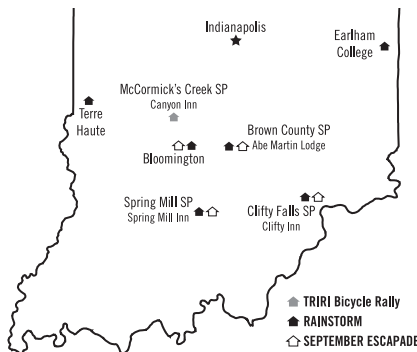 Indianapolis
Earlham
College
McCormick's Creek SP
Canyon Inn
Terre
Haute
Brown County SP
Abe Martin Lodge
Bloomington
Spring Mill SP
Spring Mill Inn
Clifty Falls SP
Clifty Inn
TRIRI Bicycle Rally
RAINSTORM
SEPTEMBER ESCAPADE